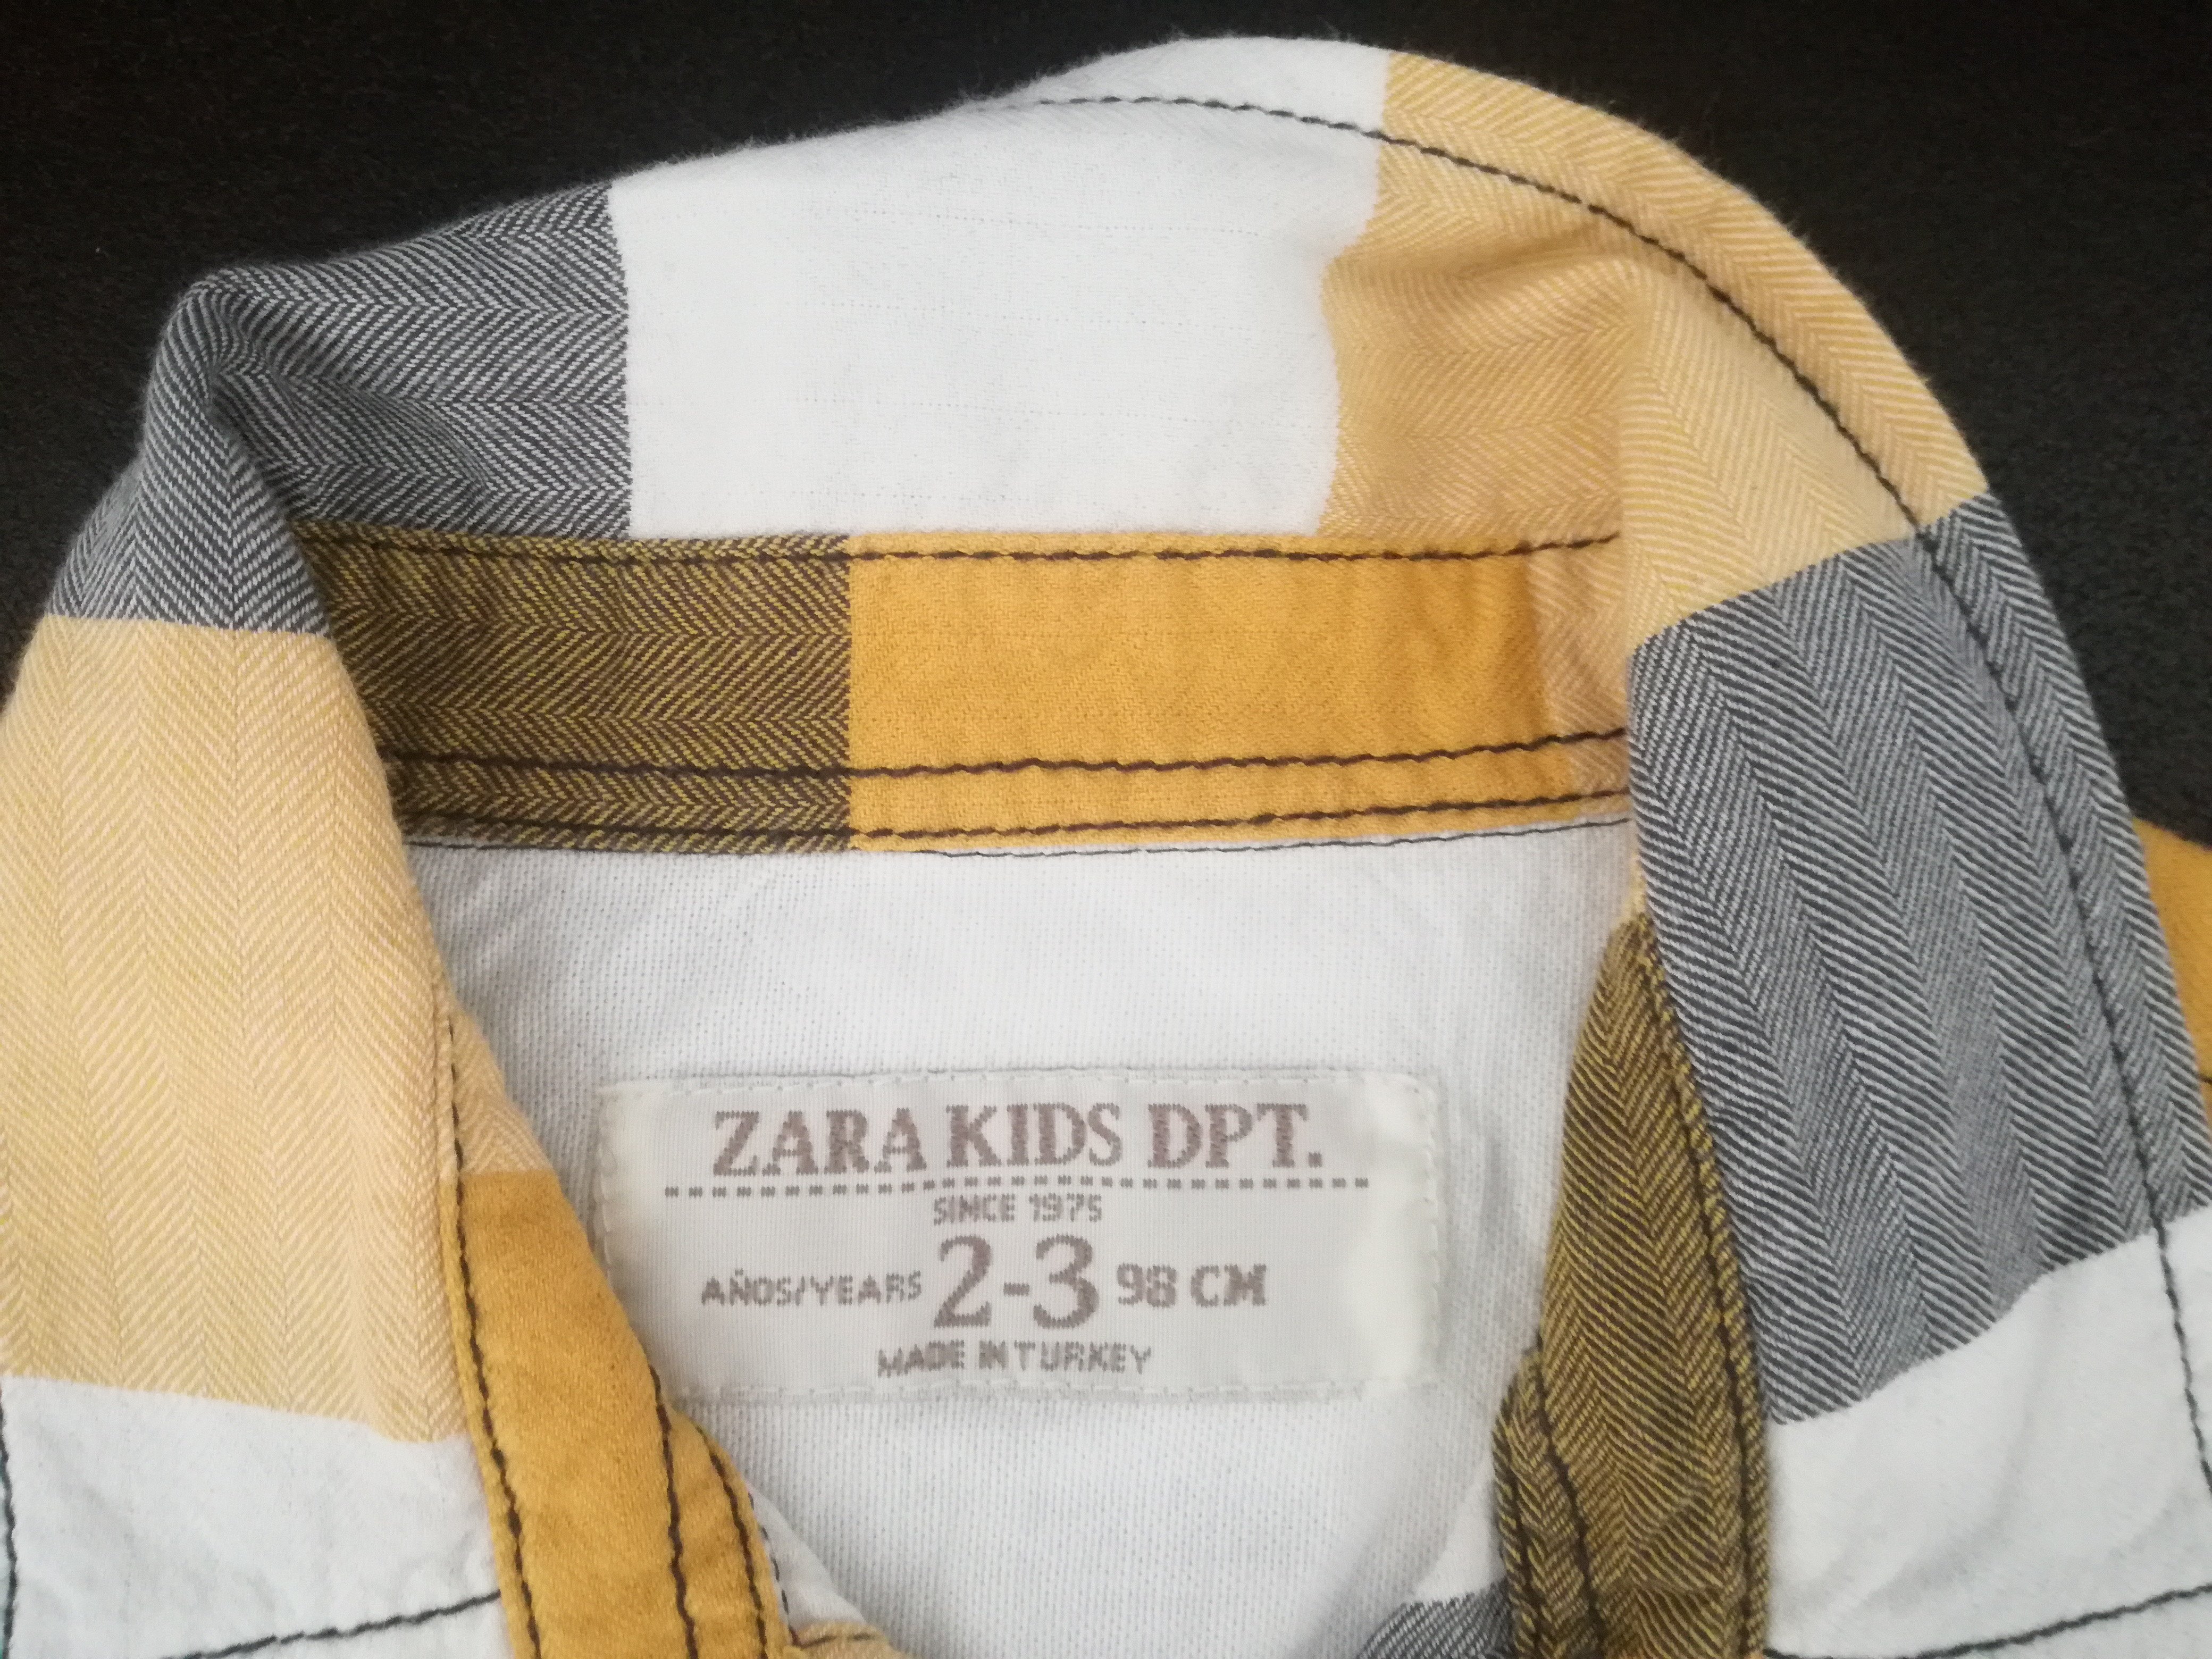 ZARA KIDS DPT.
SINCE 1975
AÑOS/YEARS 2-3 98 CM
MADE IN TURKEY